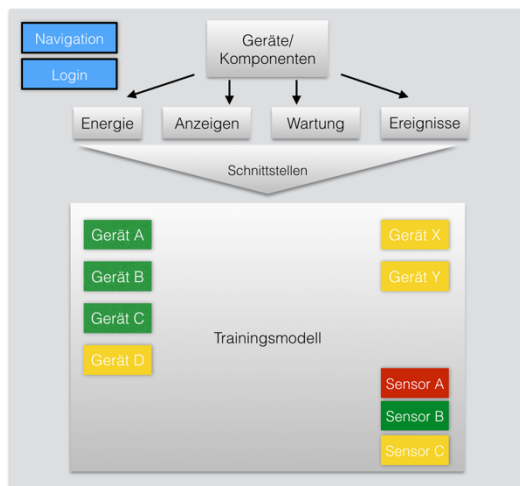 Navigation
Login
Geräte/
Komponenten
Energie
Anzeigen
Wartung
Ereignisse
Schnittstellen
Gerät A
Gerät B
Gerät C
Gerät D
Trainingsmodell
Gerät X
Gerät Y
Sensor A
Sensor B
Sensor C